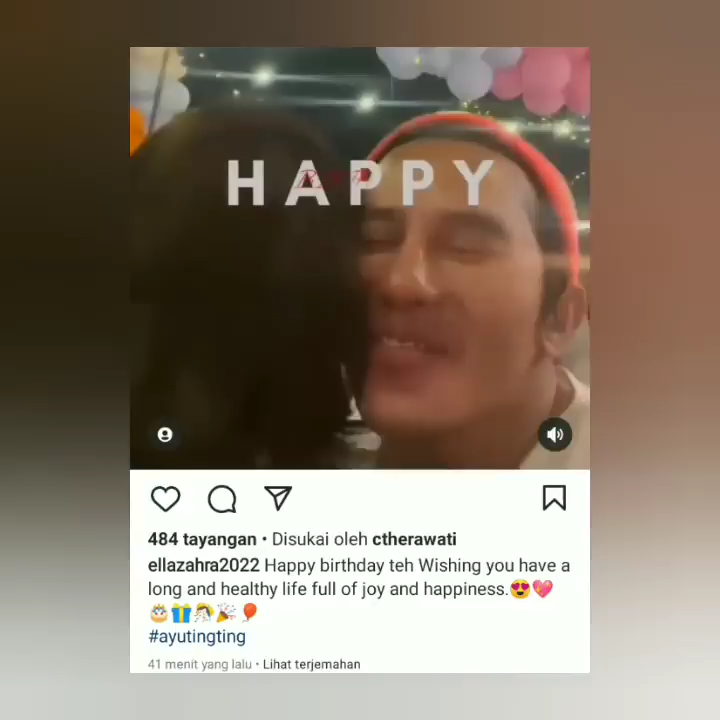 HAPPY
484 tayangan • Disukai oleh ctherawati
ellazahra2022 Happy birthday teh Wishing you have a
long and healthy life full of joy and happiness.😍💖
🎂🎁🎊🎉🎈
#ayutingting
41 menit yang lalu • Lihat terjemahan